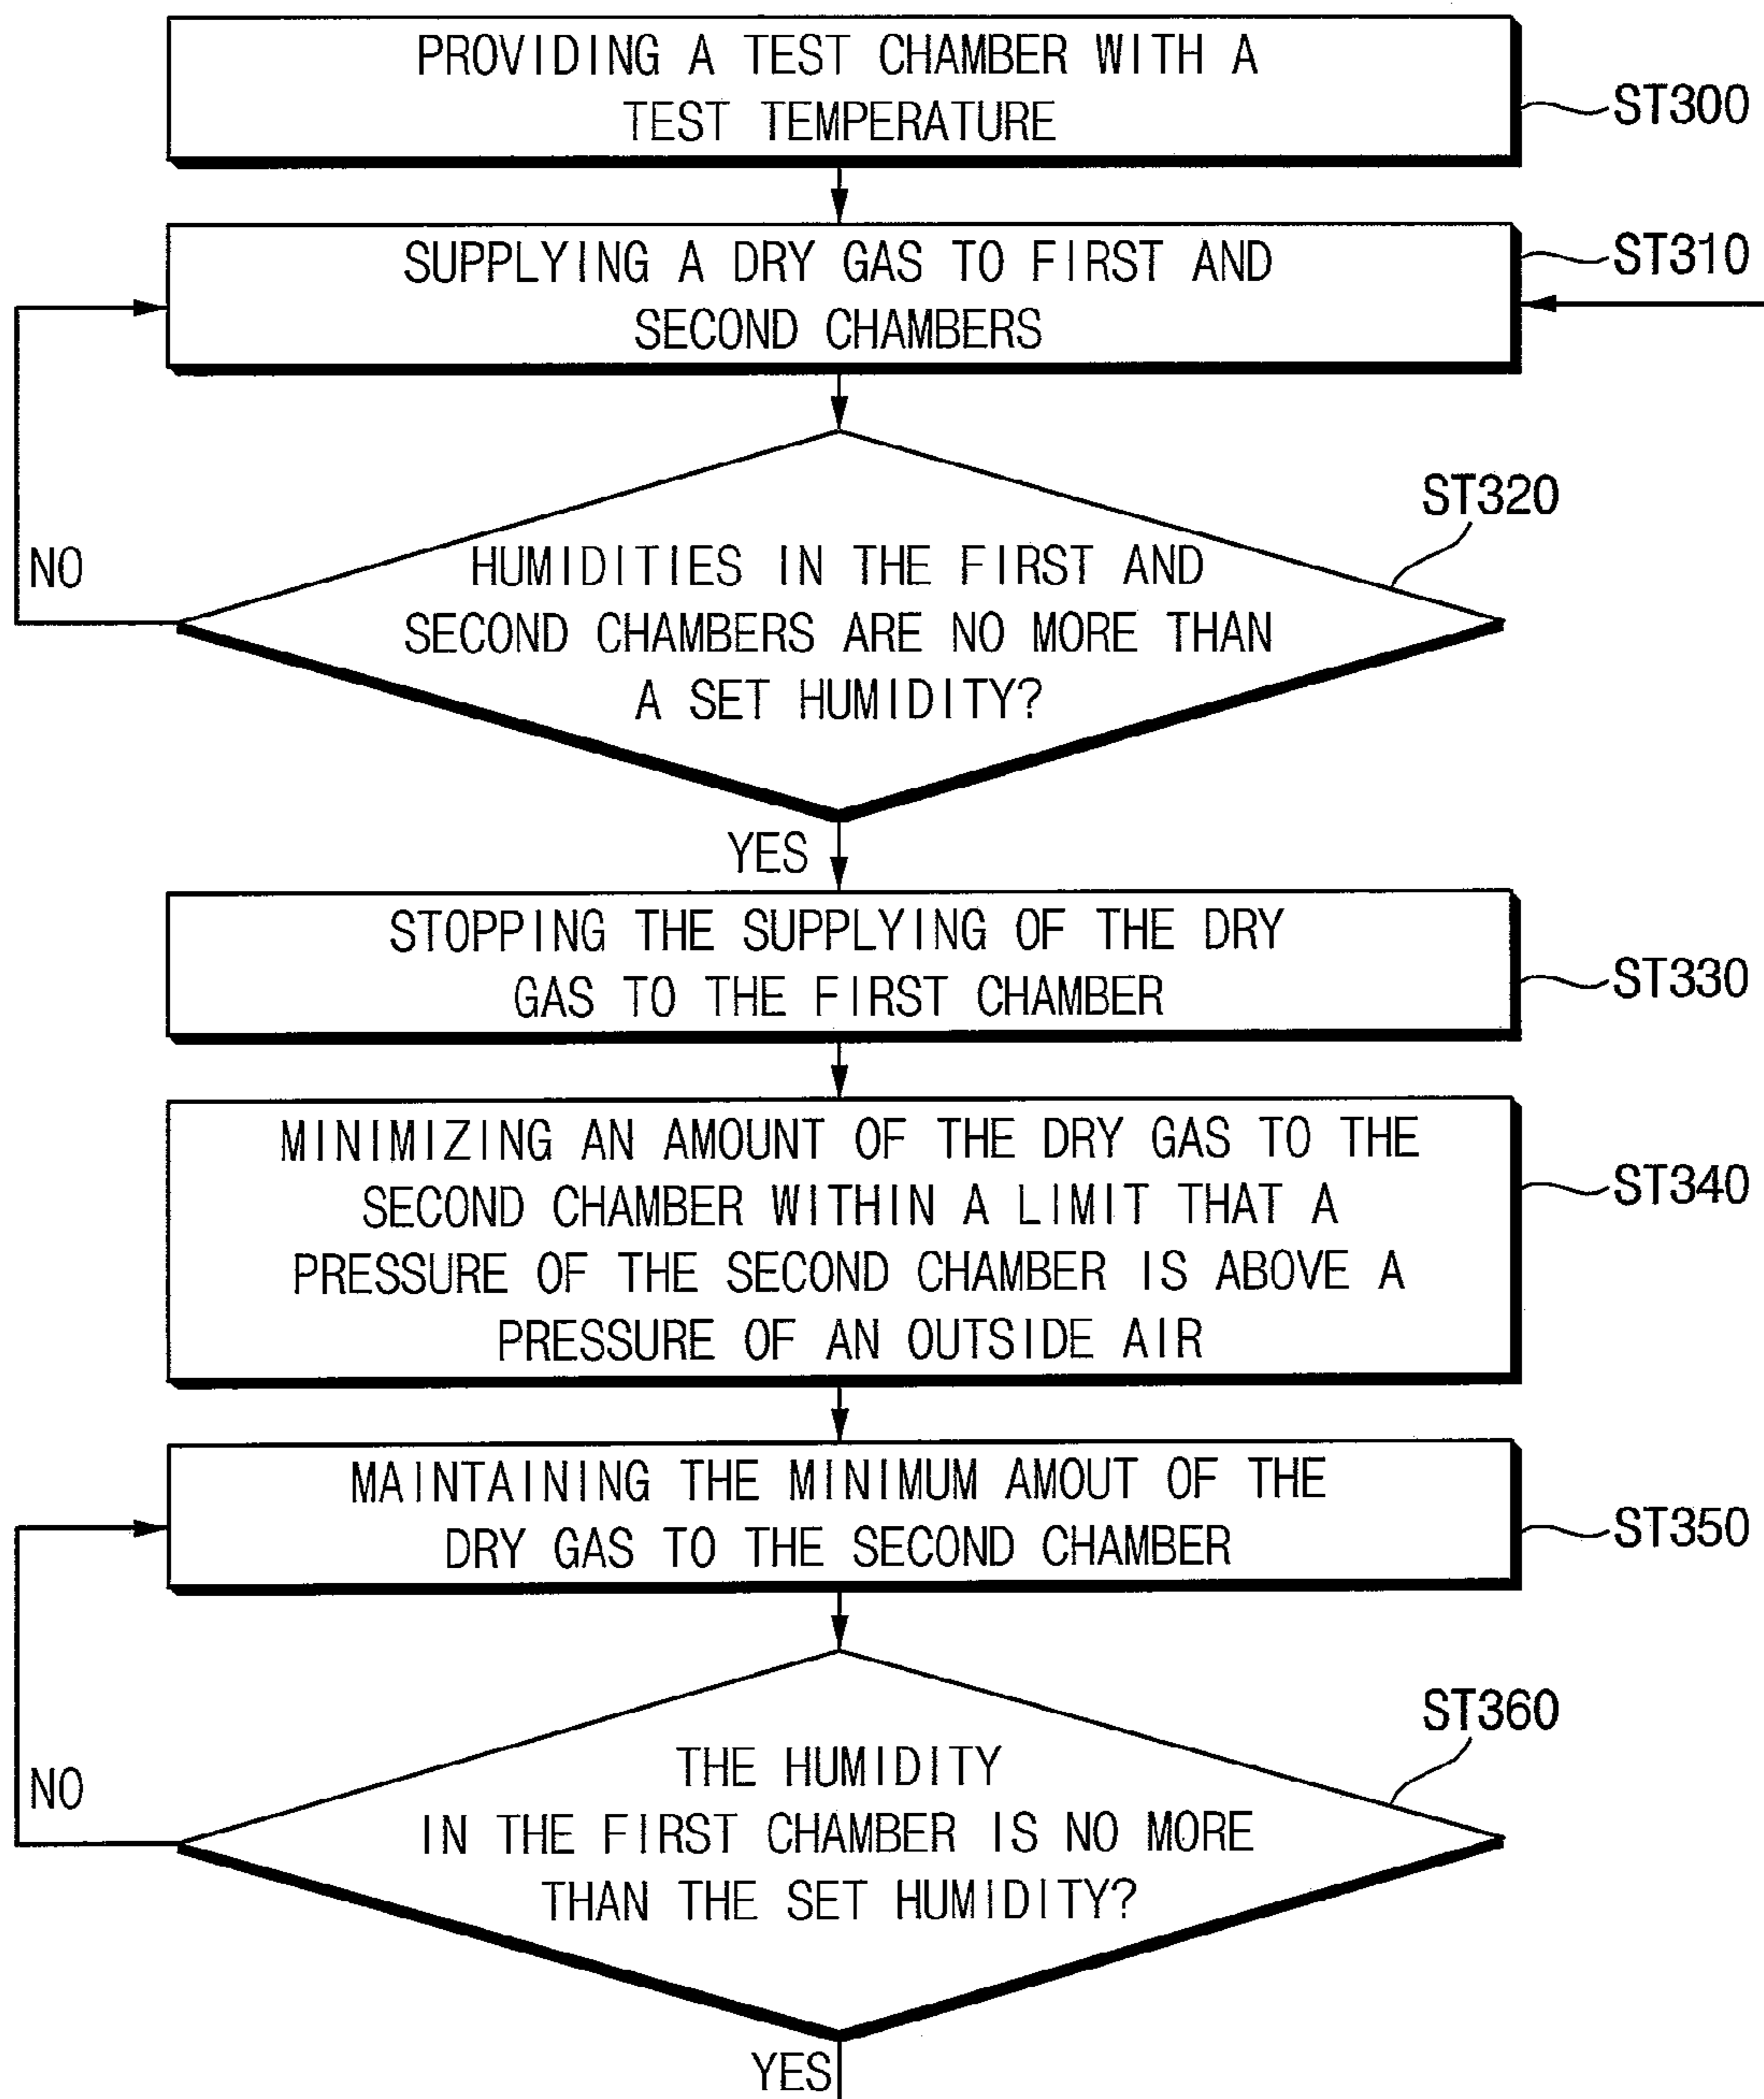 PROVIDING A TEST CHAMBER WITH A
TEST TEMPERATURE
ST300
SUPPLYING A DRY GAS TO FIRST AND
SECOND CHAMBERS
ST310
HUMIDITIES IN THE FIRST AND
SECOND CHAMBERS ARE NO MORE THAN
A SET HUMIDITY?
ST320
NO
YES
STOPPING THE SUPPLYING OF THE DRY
GAS TO THE FIRST CHAMBER
ST330
MINIMIZING AN AMOUNT OF THE DRY GAS TO THE
SECOND CHAMBER WITHIN A LIMIT THAT A
PRESSURE OF THE SECOND CHAMBER IS ABOVE A
PRESSURE OF AN OUTSIDE AIR
ST340
MAINTAINING THE MINIMUM AMOUT OF THE
DRY GAS TO THE SECOND CHAMBER
ST350
THE HUMIDITY
IN THE FIRST CHAMBER IS NO MORE
THAN THE SET HUMIDITY?
ST360
NO
YES